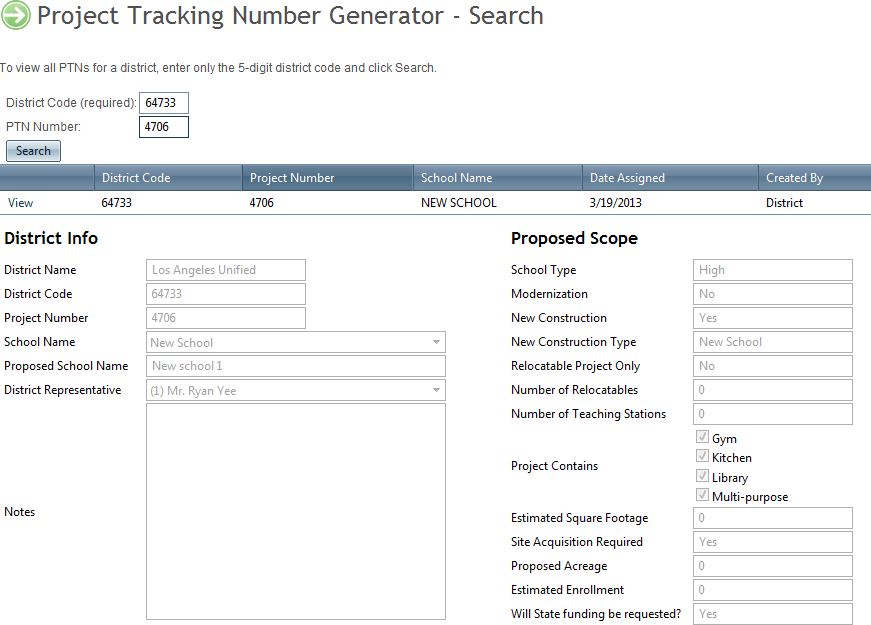 Project Tracking Number Generator - Search
To view all PTNs for a district, enter only the 5-digit district code and click Search.
District Code (required): 64733
PTN Number: 4706
Search
District Code Project Number School Name Date Assigned Created By
View 64733 4706 NEW SCHOOL 3/19/2013 District
District Info
District Name Los Angeles Unified
District Code 64733
Project Number 4706
School Name New School
Proposed School Name New school 1
District Representative (1) Mr. Ryan Yee
Notes
Proposed Scope
School Type High
Modernization No
New Construction Yes
New Construction Type New School
Relocatable Project Only No
Number of Relocatables 0
Number of Teaching Stations 0
Project Contains
Gym
Kitchen
Library
Multi-purpose
Estimated Square Footage 0
Site Acquisition Required Yes
Proposed Acreage 0
Estimated Enrollment 0
Will State funding be requested? Yes